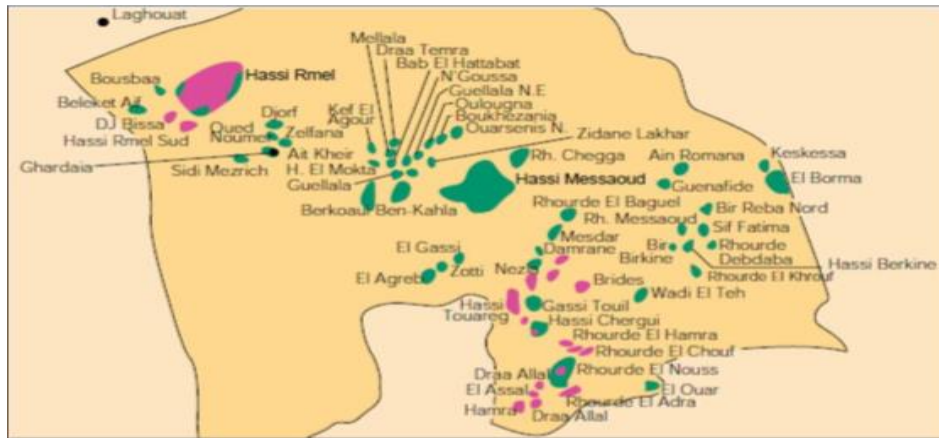 Laghouat
Mellala
Draa Temra
Bab El Hattabat
N'Goussa
Guellala N.E
Oulougna
Boukhezania
Ouarsenis N.
Zidane Lakhar
Bousbaa
Hassi Rmel
Beleket Aif
DJ Bissa
Hassi Rmel Sud
Djorf
Oued
Noumer
Zelfana
Kef El
Agour
Ghardaia
Sidi Mezrich
Ait Kheir
H. El Mokta
Guellala
Berkoaui
Ben-Kahla
Rh. Chegga
Hassi Messaoud
Ain Romana
Keskessa
El Borma
Guenafide
Rhourde El Baguel
Rh. Messaoud
Bir Reba Nord
Sif Fatima
Mesdar
Damrane
Bir
Birkine
Rhourde
Debdaba
Hassi Berkine
Rhourde El Khrouf
El Gassi
Zotti
El Agreb
Nezla
Brides
Wadi El Teh
Hassi
Touareg
Gassi Touil
Hassi Chergui
Rhourde El Hamra
Rhourde El Chouf
Rhourde El Nouss
Draa Allal
El Assal
El Ouar
Rhourde El Adra
Hamra
Draa Allal